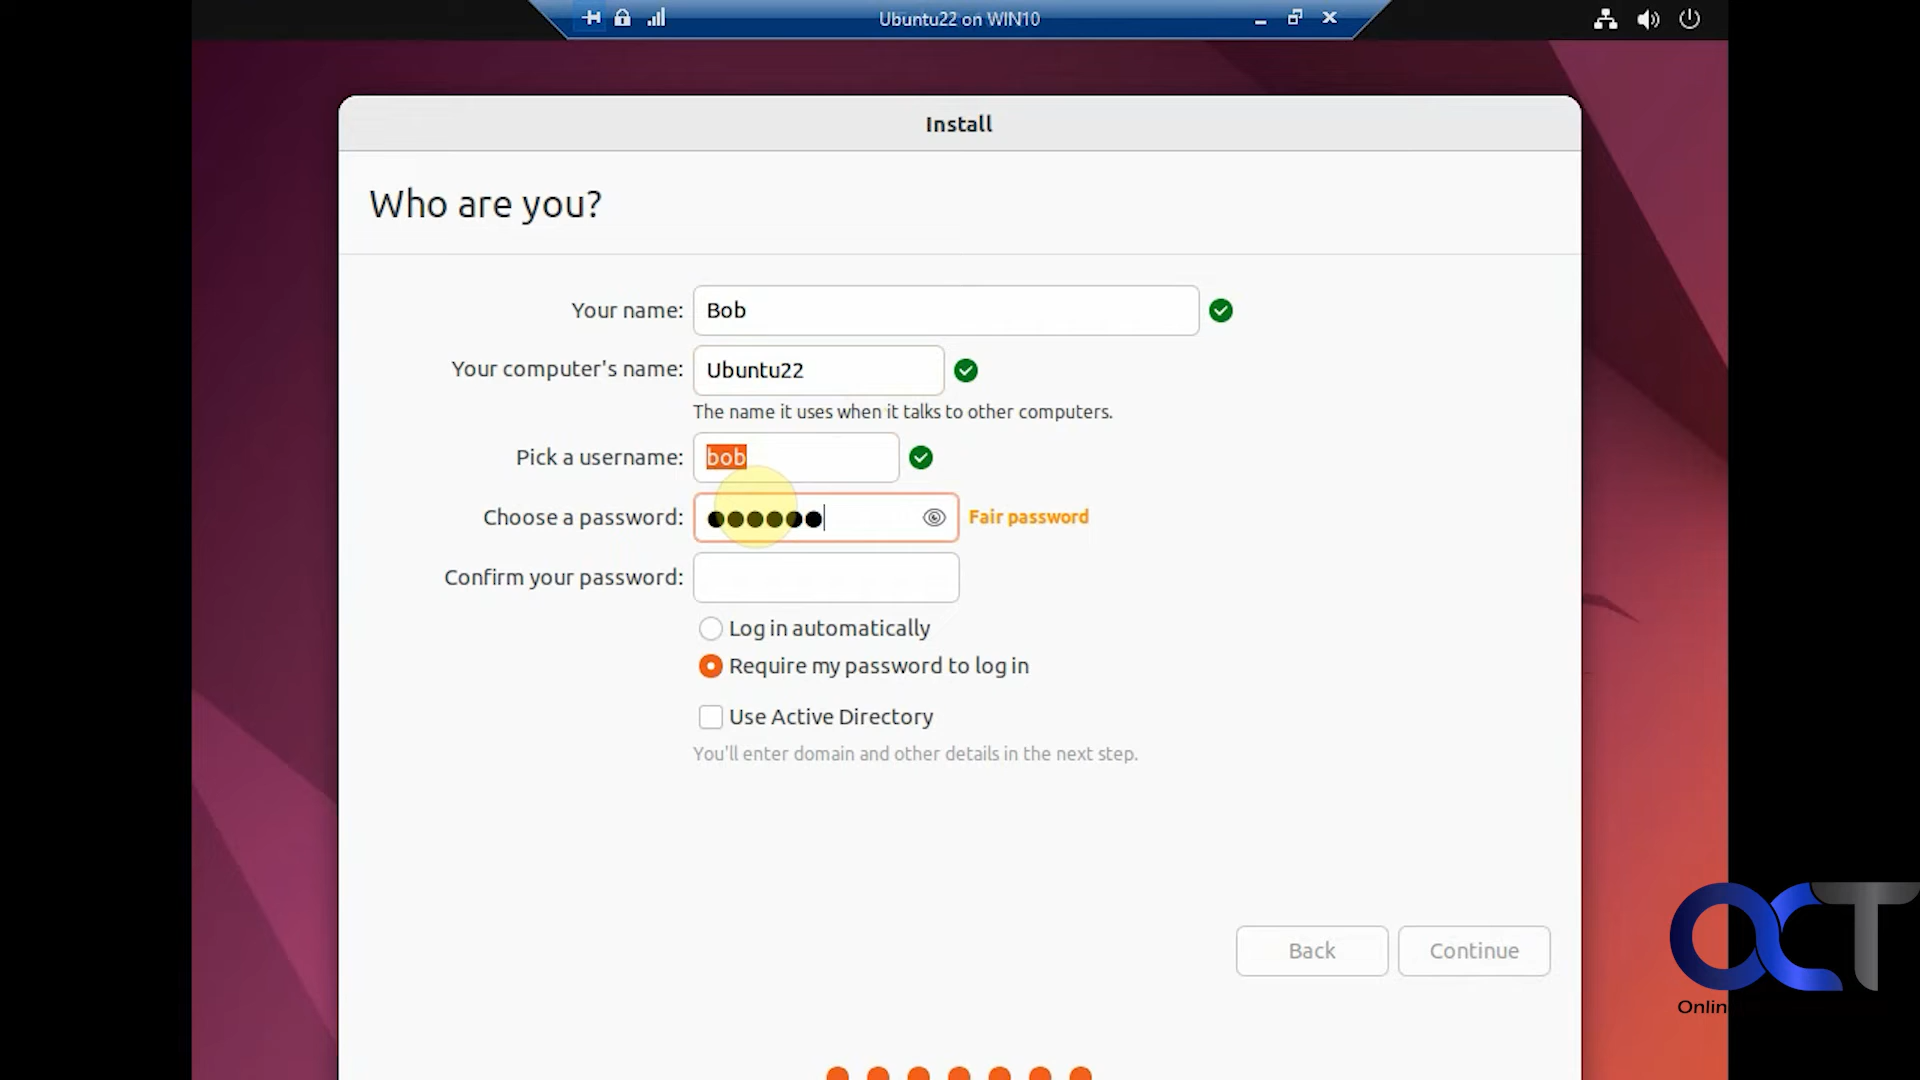 Ubuntu22 on WIN10
Install
Who are you?
Your name: Bob
Your computer's name: Ubuntu22
The name it uses when it talks to other computers.
Pick a username: bob
Choose a password: ●●●●●● Fair password
Confirm your password:
Log in automatically
Require my password to log in
Use Active Directory
You'll enter domain and other details in the next step.
Back Continue
OCT
Onlin